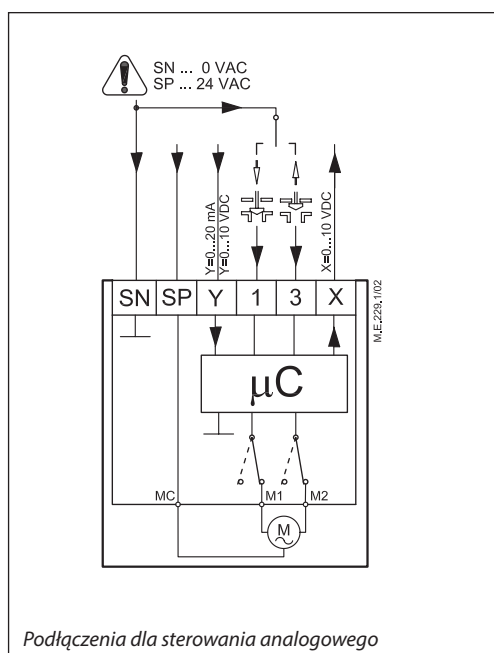 SN ... 0 VAC
SP ... 24 VAC
Y=0...20 mA
Y=0...10 VDC
X=0...10 VDC
SN SP Y 1 3 X
M.E.229.1/02
µC
MC M1 M2
M
Podłączenia dla sterowania analogowego